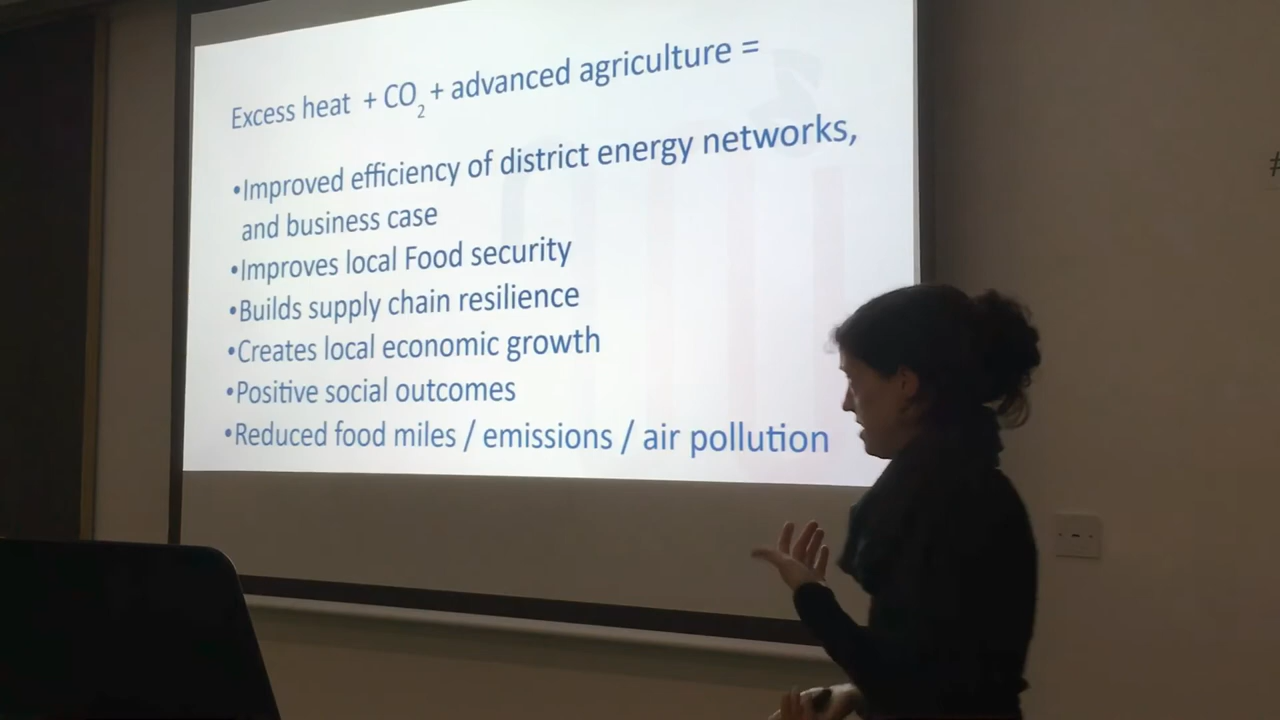 Excess heat + CO2 + advanced agriculture =
•Improved efficiency of district energy networks,
and business case
•Improves local Food security
•Builds supply chain resilience
•Creates local economic growth
•Positive social outcomes
•Reduced food miles / emissions / air pollution
#